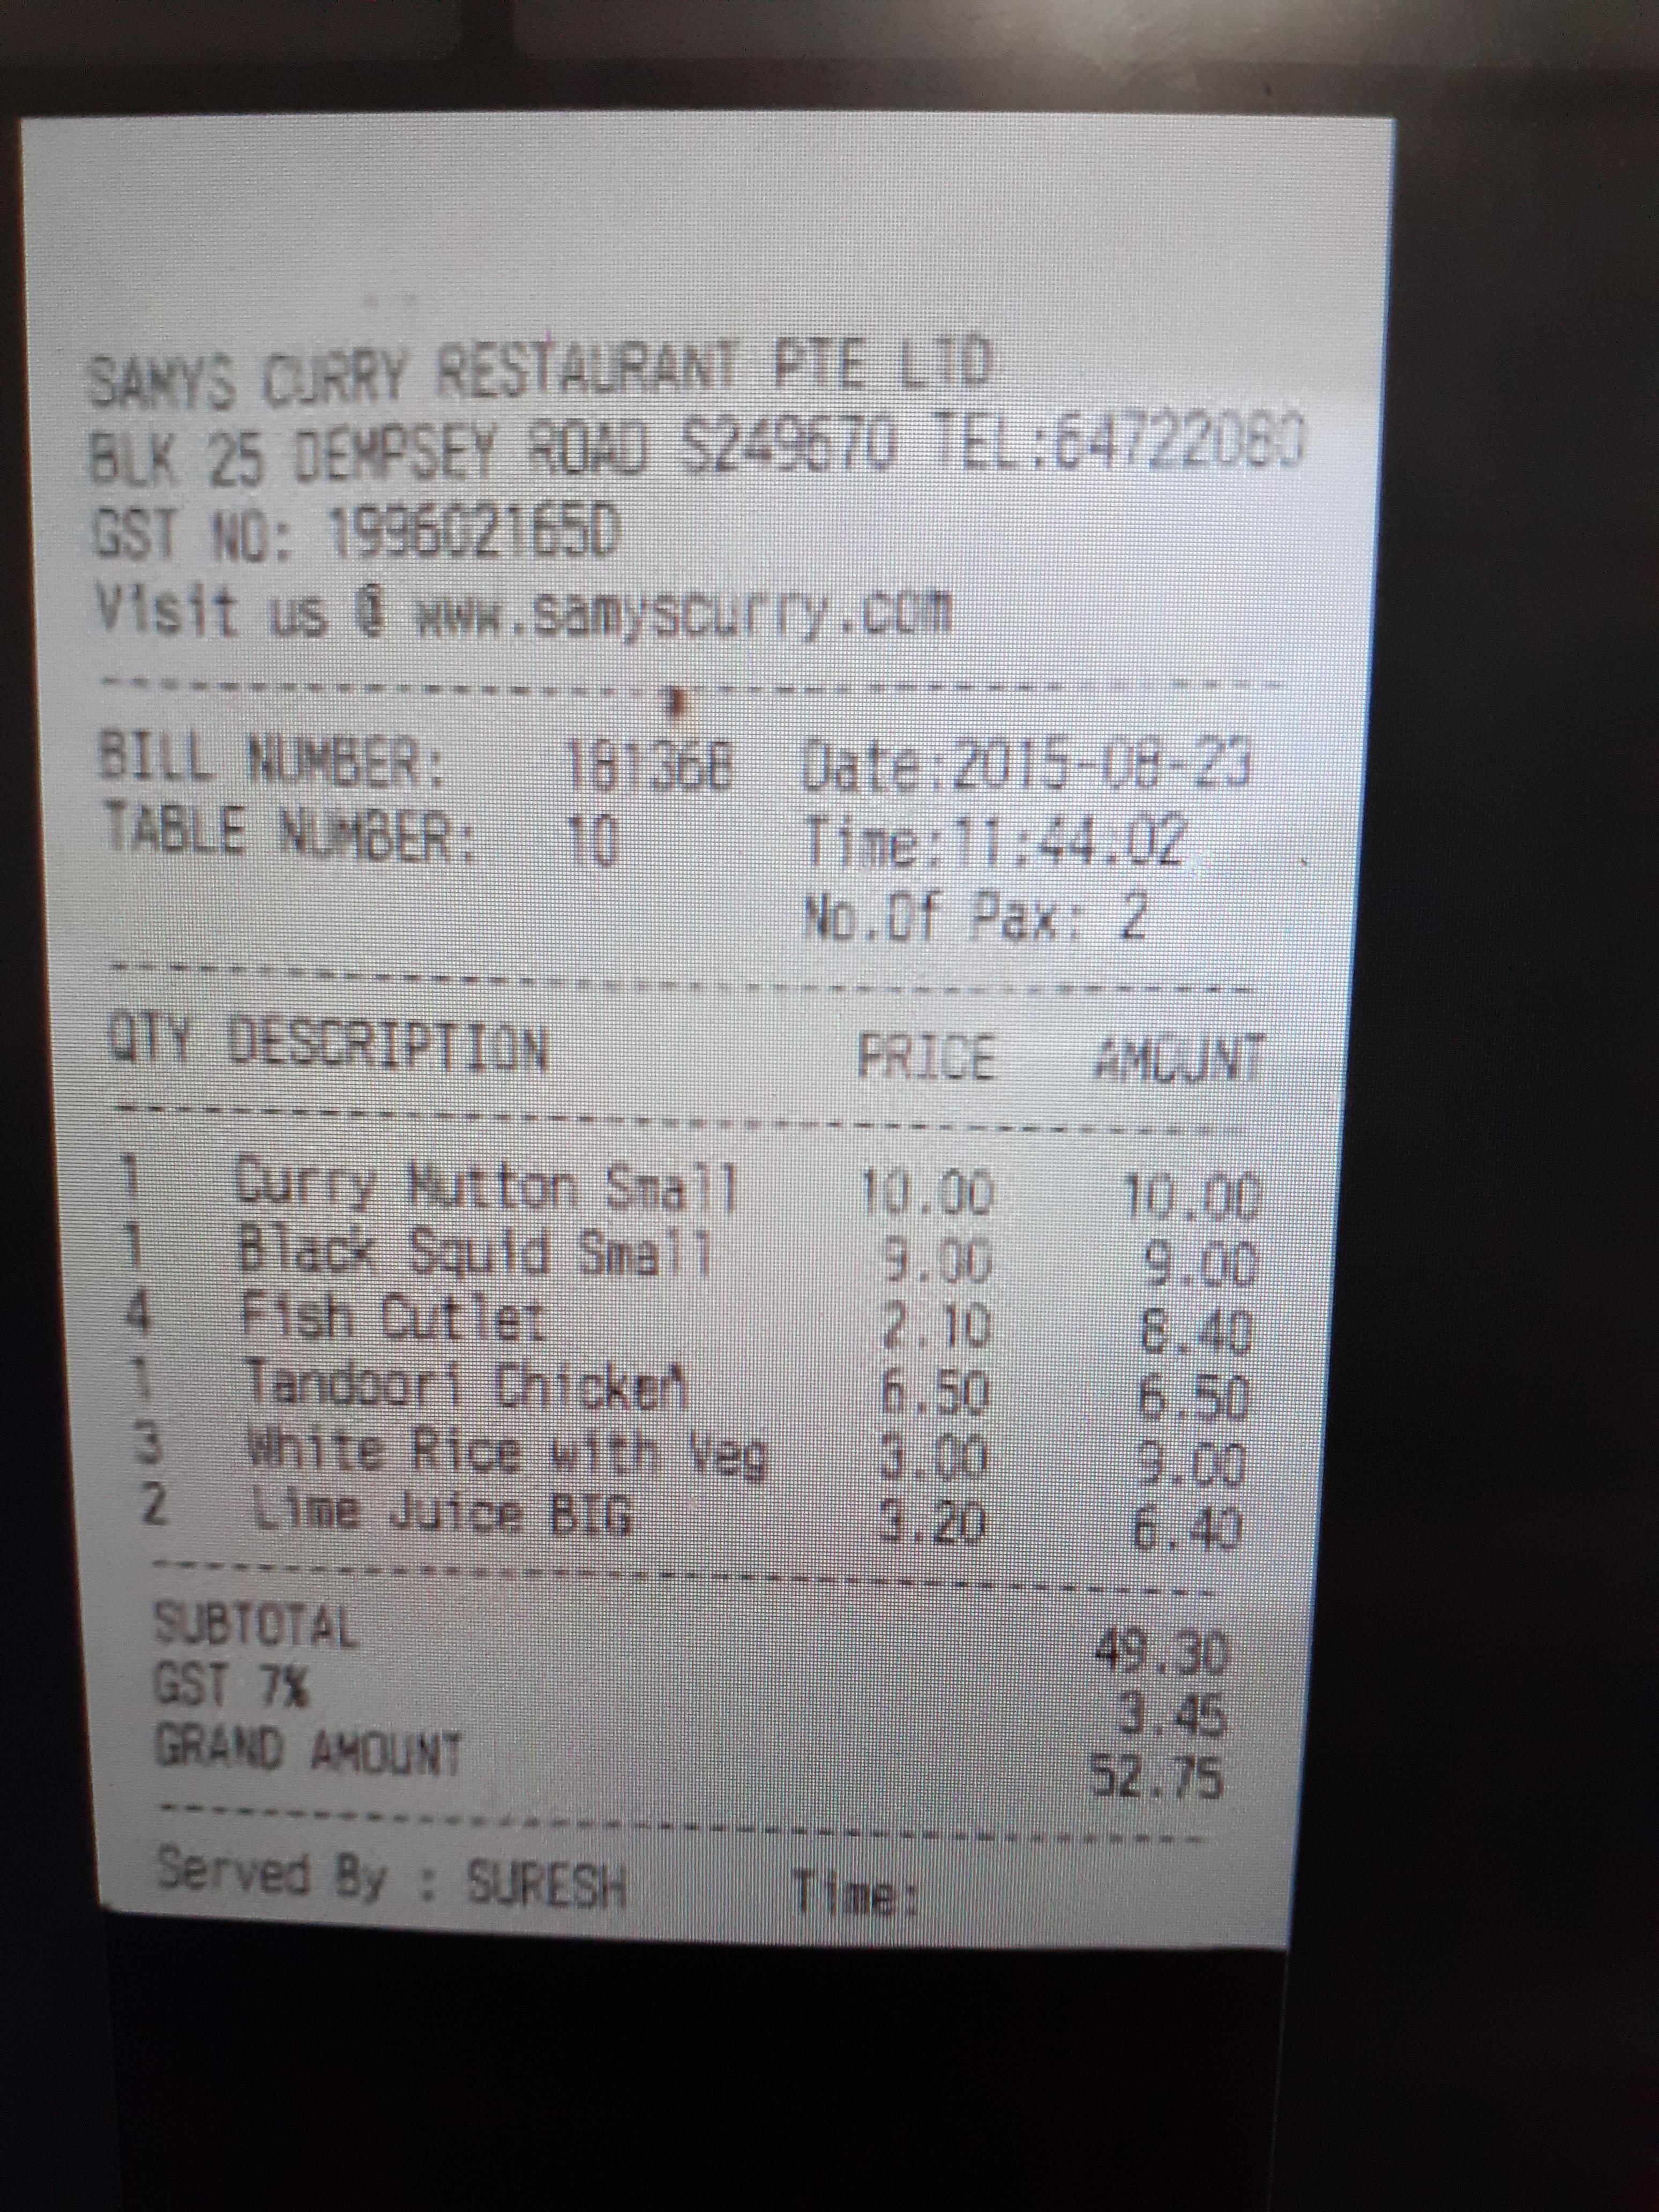 SAMYS CURRY RESTAURANT PTE LTD
BLK 25 DEMPSEY ROAD S249670 TEL:64722080
GST NO: 199602165D
Visit us @ www.samyscurry.com
BILL NUMBER: 181368 Date:2015-08-23
TABLE NUMBER: 10 Time:11:44:02
No.Of Pax: 2
QTY DESCRIPTION PRICE AMOUNT
1 Curry Mutton Small 10.00 10.00
1 Black Squid Small 9.00 9.00
4 Fish Cutlet 2.10 8.40
1 Tandoori Chicken 6.50 6.50
3 White Rice with Veg 3.00 9.00
2 Lime Juice BIG 3.20 6.40
SUBTOTAL 49.30
GST 7% 3.45
GRAND AMOUNT 52.75
Served By : SURESH Time: